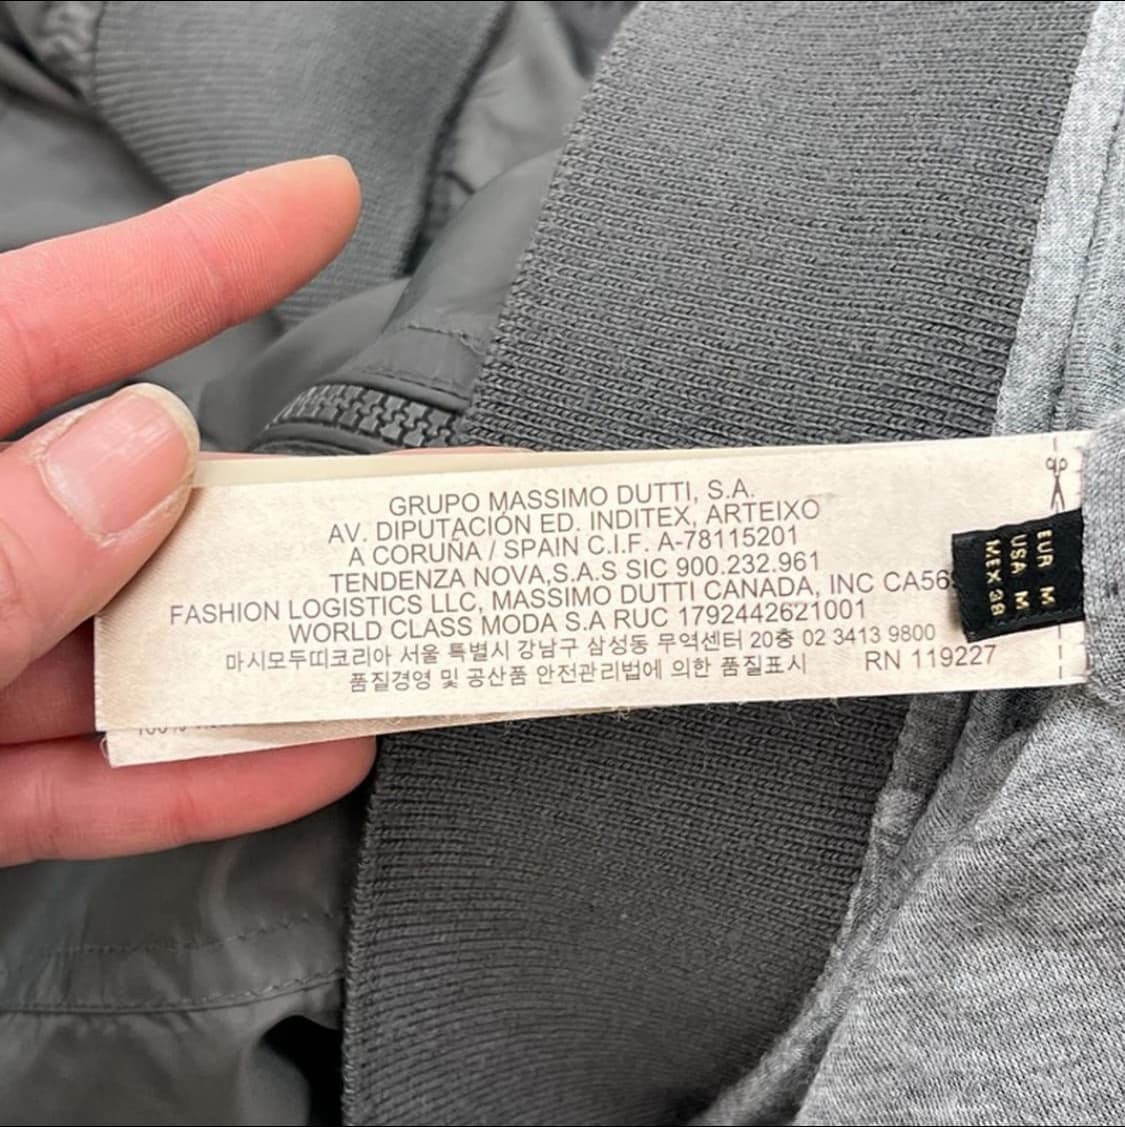 GRUPO MASSIMO DUTTI, S.A.
AV. DIPUTACIÓN ED. INDITEX, ARTEIXO
A CORUÑA / SPAIN C.I.F. A-78115201
TENDENZA NOVA,S.A.S SIC 900.232.961
FASHION LOGISTICS LLC, MASSIMO DUTTI CANADA, INC
WORLD CLASS MODA S.A RUC 1792442621001
마시모두띠코리아 서울 특별시 강남구 삼성동 무역센터 20층 02 3413 9800
품질경영 및 공산품 안전관리법에 의한 품질표시 RN 119227
EUR M
USA M
MEX 38
100%